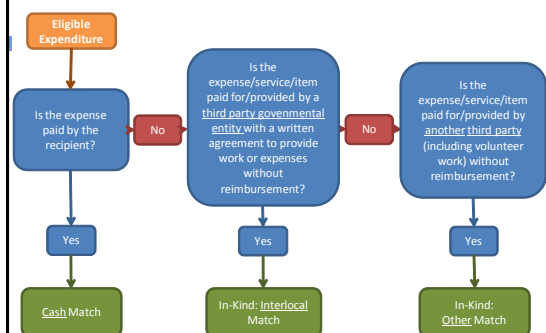 Eligible
Expenditure
Is the expense
paid by the
recipient?
No
Is the
expense/service/item
paid for/provided by a
third party govenmental
entity with a written
agreement to provide
work or expenses
without
reimbursement?
No
Is the
expense/service/item
paid for/provided by
another third party
(including volunteer
work) without
reimbursement?
Yes
Yes
Yes
Cash Match
In-Kind: Interlocal
Match
In-Kind:
Other Match